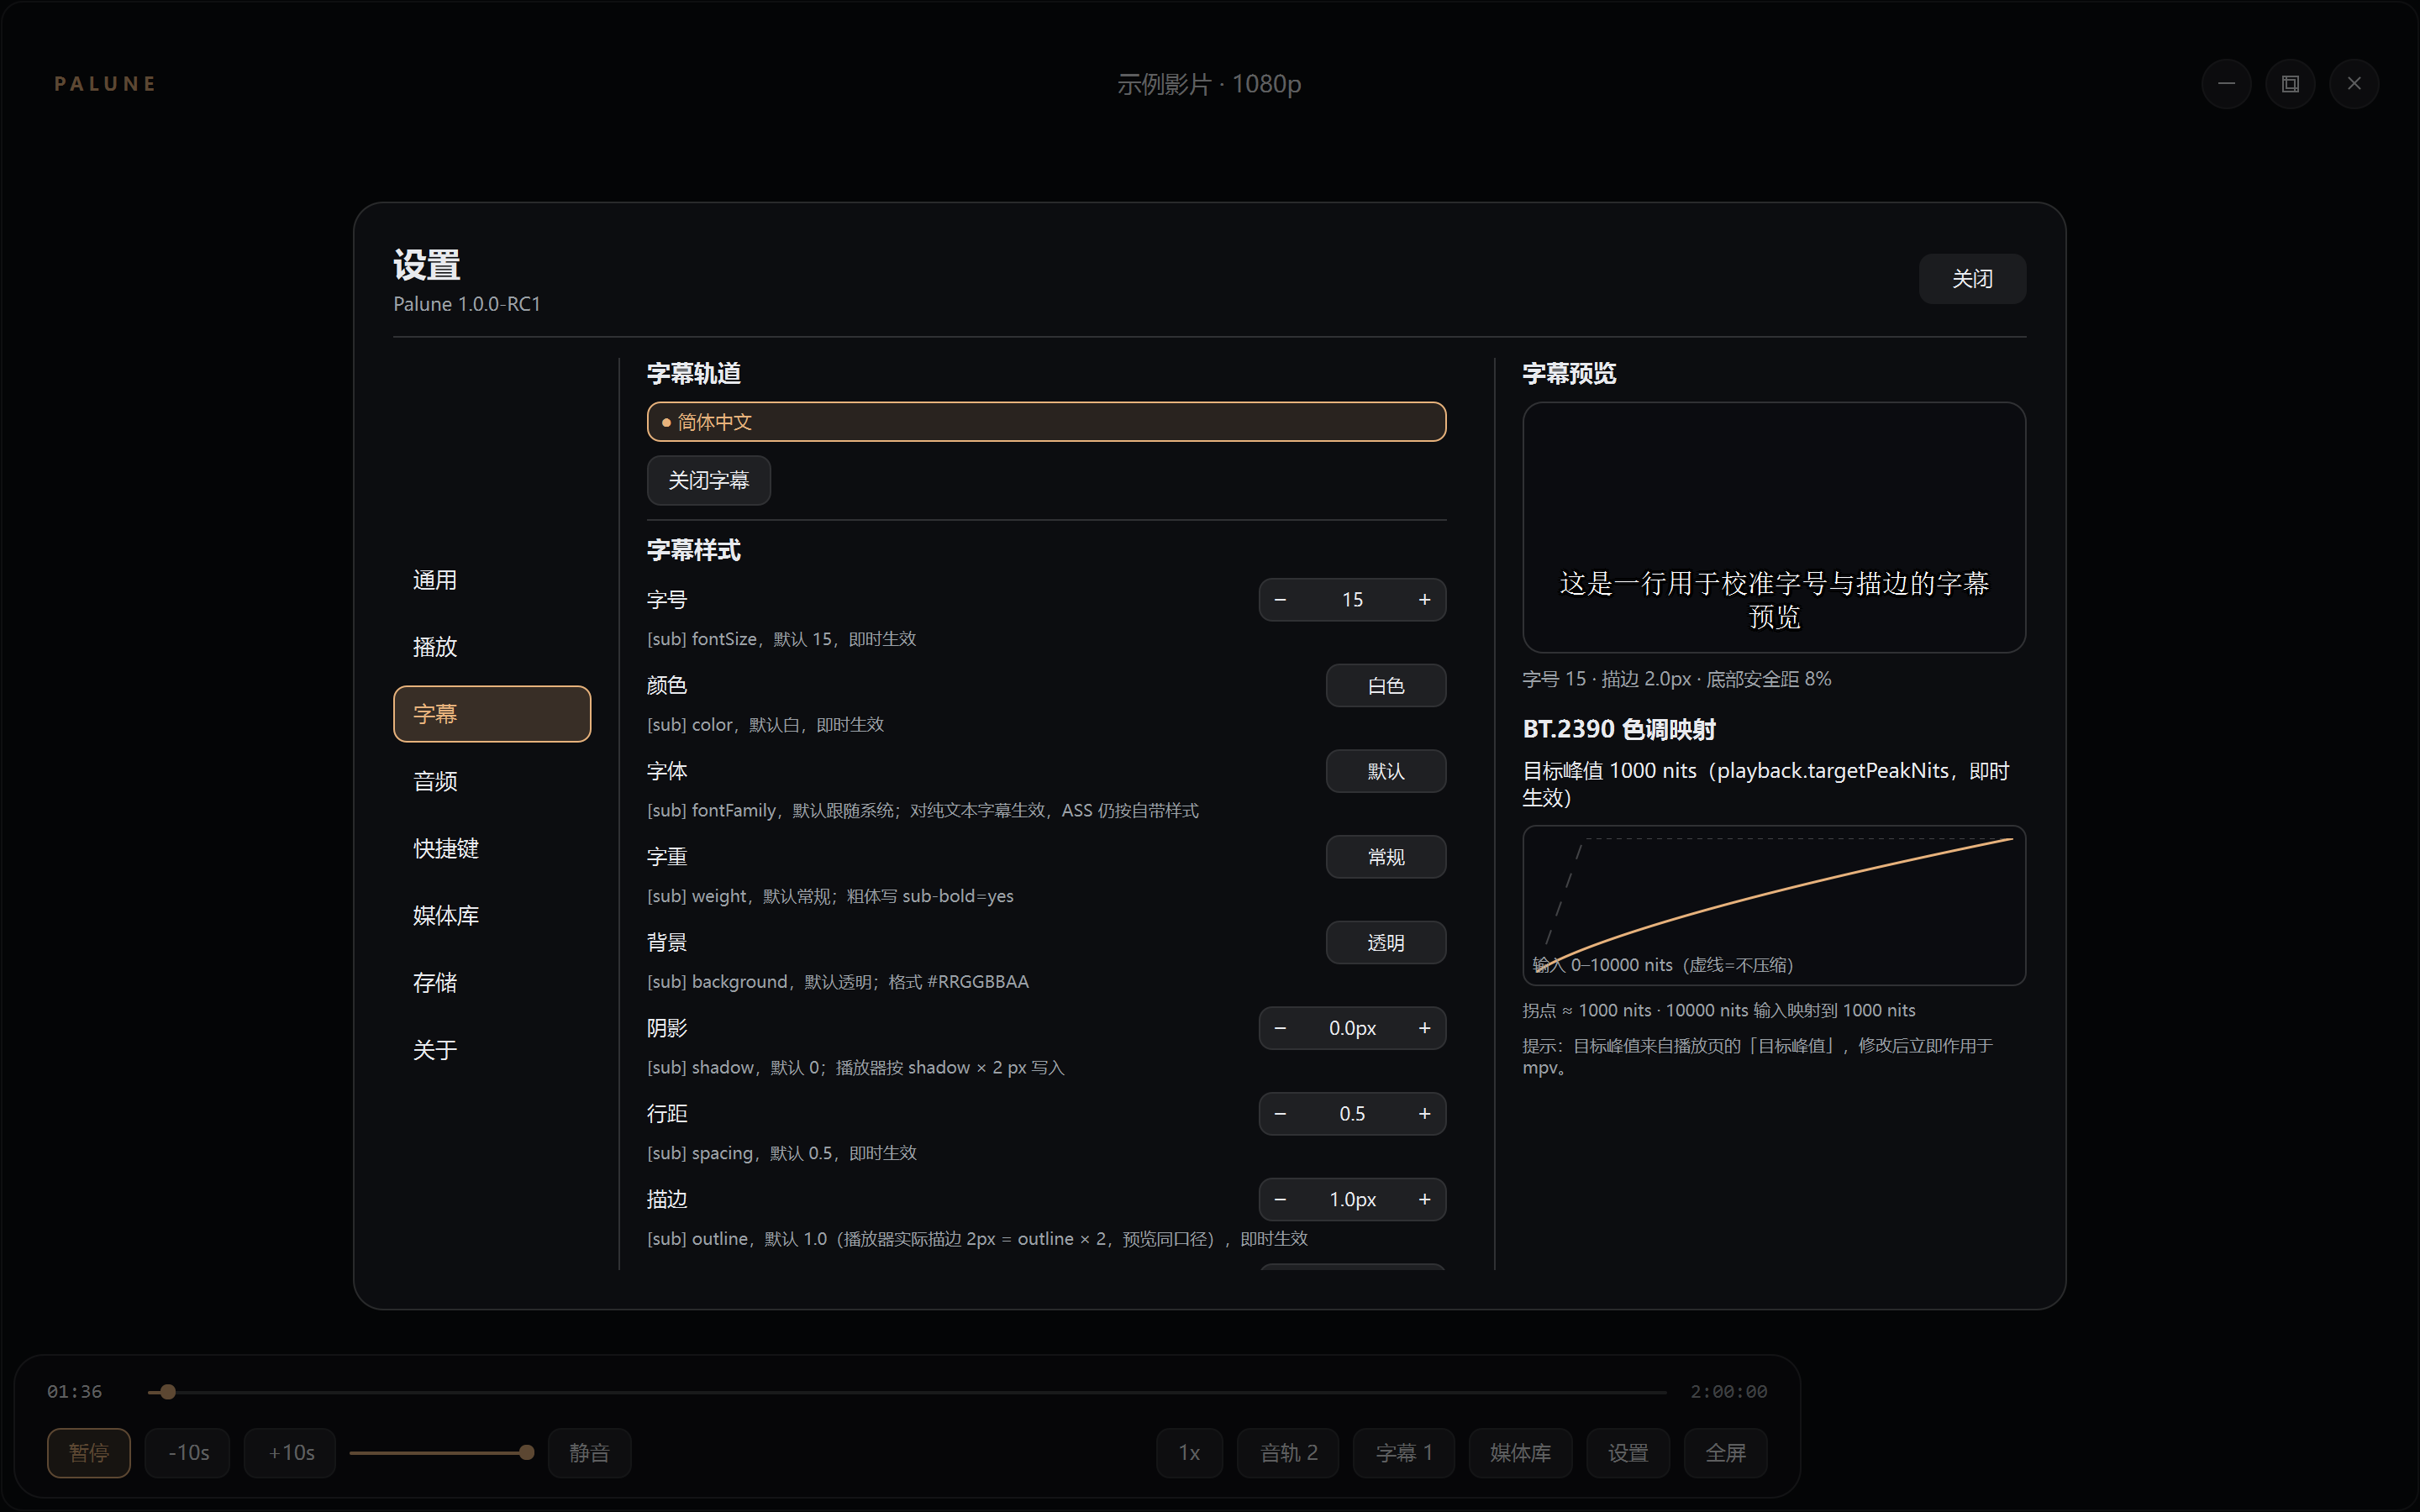 PALUNE
示例影片 · 1080p
设置
Palune 1.0.0-RC1
关闭
通用
播放
字幕
音频
快捷键
媒体库
存储
关于
字幕轨道
简体中文
关闭字幕
字幕样式
字号
− 15 +
[sub] fontSize，默认 15，即时生效
颜色
白色
[sub] color，默认白，即时生效
字体
默认
[sub] fontFamily，默认跟随系统；对纯文本字幕生效，ASS 仍按自带样式
字重
常规
[sub] weight，默认常规；粗体写 sub-bold=yes
背景
透明
[sub] background，默认透明；格式 #RRGGBBAA
阴影
− 0.0px +
[sub] shadow，默认 0；播放器按 shadow × 2 px 写入
行距
− 0.5 +
[sub] spacing，默认 0.5，即时生效
描边
− 1.0px +
[sub] outline，默认 1.0（播放器实际描边 2px = outline × 2，预览同口径），即时生效
字幕预览
这是一行用于校准字号与描边的字幕
预览
字号 15 · 描边 2.0px · 底部安全距 8%
BT.2390 色调映射
目标峰值 1000 nits（playback.targetPeakNits，即时
生效）
输入 0–10000 nits（虚线=不压缩）
拐点 ≈ 1000 nits · 10000 nits 输入映射到 1000 nits
提示：目标峰值来自播放页的「目标峰值」，修改后立即作用于
mpv。
01:36
2:00:00
暂停
-10s
+10s
静音
1x
音轨 2
字幕 1
媒体库
设置
全屏